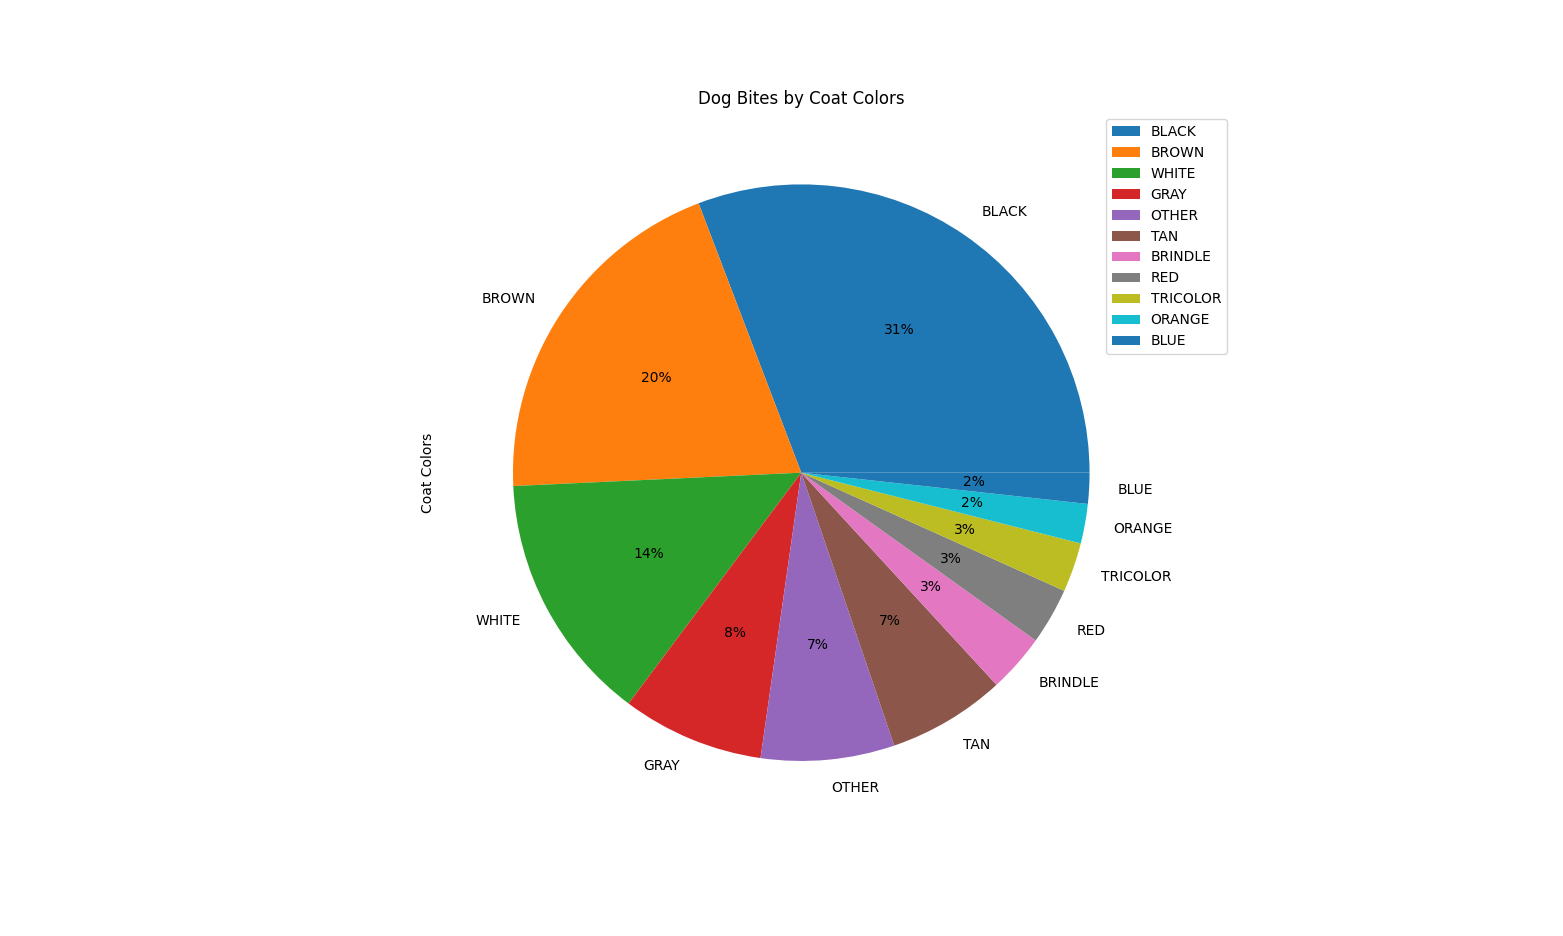 Dog Bites by Coat Colors
BLACK
BROWN
WHITE
GRAY
OTHER
TAN
BRINDLE
RED
TRICOLOR
ORANGE
BLUE
BLACK
31%
BROWN
20%
WHITE
14%
GRAY
8%
OTHER
7%
TAN
7%
BRINDLE
3%
RED
3%
TRICOLOR
3%
ORANGE
2%
BLUE
2%
Coat Colors